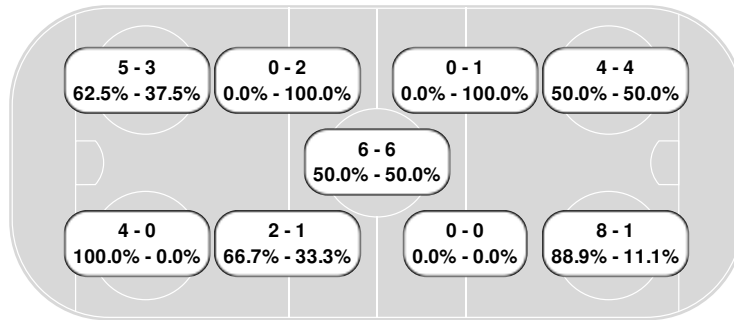 5 - 3
62.5% - 37.5%
0 - 2
0.0% - 100.0%
0 - 1
0.0% - 100.0%
4 - 4
50.0% - 50.0%
6 - 6
50.0% - 50.0%
4 - 0
100.0% - 0.0%
2 - 1
66.7% - 33.3%
0 - 0
0.0% - 0.0%
8 - 1
88.9% - 11.1%